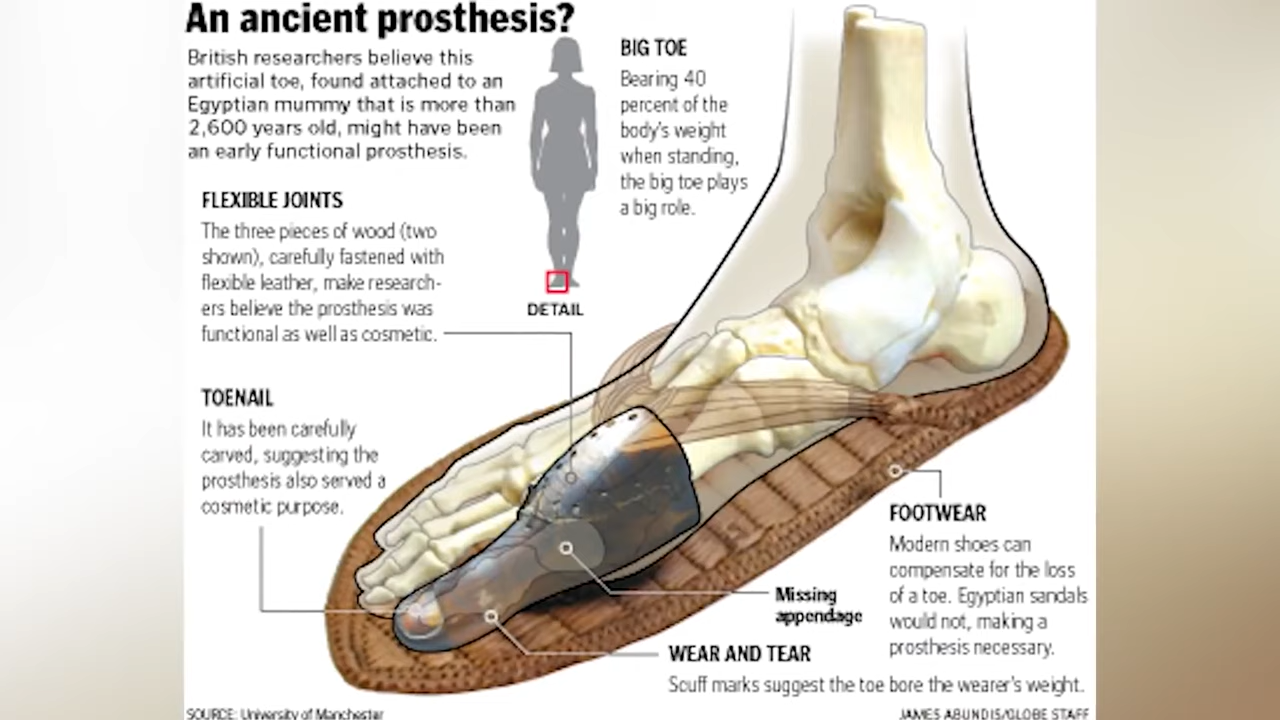 An ancient prosthesis?
British researchers believe this
artificial toe, found attached to an
Egyptian mummy that is more than
2,600 years old, might have been
an early functional prosthesis.
BIG TOE
Bearing 40
percent of the
body's weight
when standing,
the big toe plays
a big role.
DETAIL
FLEXIBLE JOINTS
The three pieces of wood (two
shown), carefully fastened with
flexible leather, make research-
ers believe the prosthesis was
functional as well as cosmetic.
TOENAIL
It has been carefully
carved, suggesting the
prosthesis also served a
cosmetic purpose.
FOOTWEAR
Modern shoes can
compensate for the loss
of a toe. Egyptian sandals
would not, making a
prosthesis necessary.
Missing
appendage
WEAR AND TEAR
Scuff marks suggest the toe bore the wearer's weight.
SOURCE: University of Manchester
JAMES ABUNDIS/GLOBE STAFF